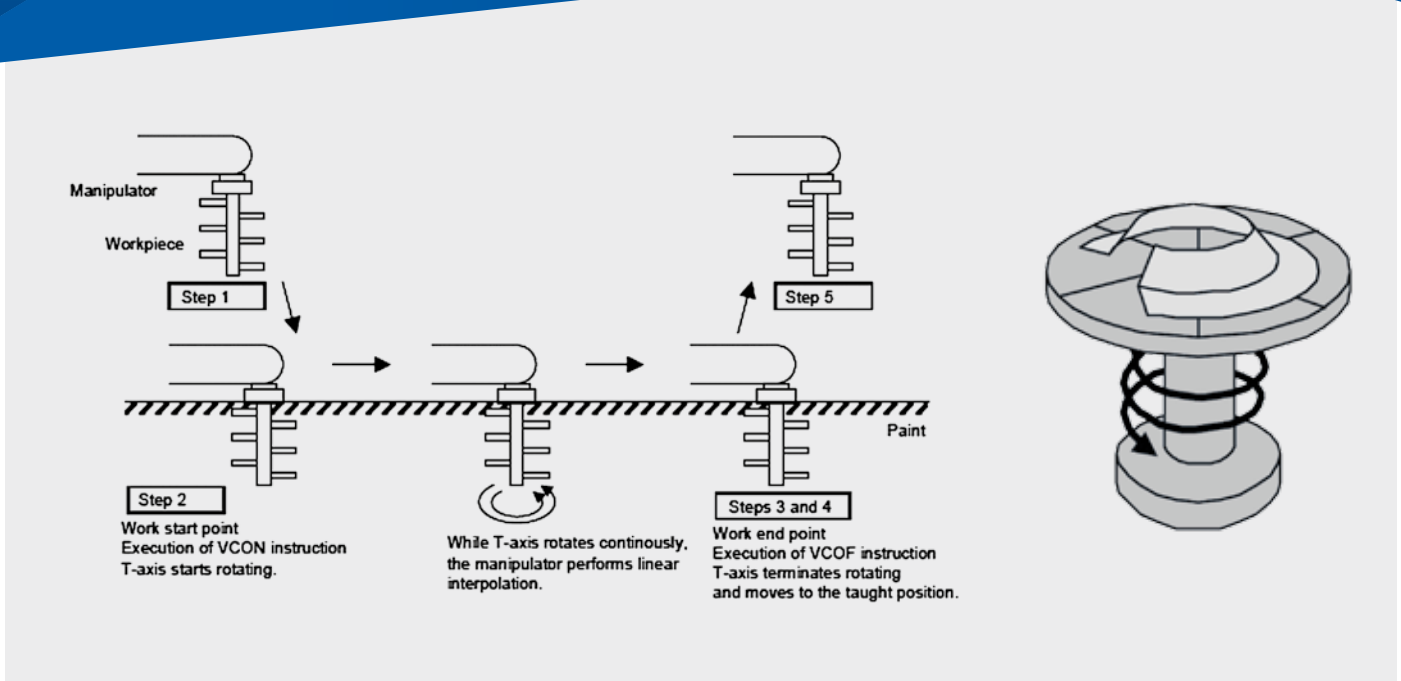 Manipulator
Workpiece
Step 1
Step 5
Paint
Step 2
Work start point
Execution of VCON instruction
T-axis starts rotating.
While T-axis rotates continously,
the manipulator performs linear
interpolation.
Steps 3 and 4
Work end point
Execution of VCOF instruction
T-axis terminates rotating
and moves to the taught position.